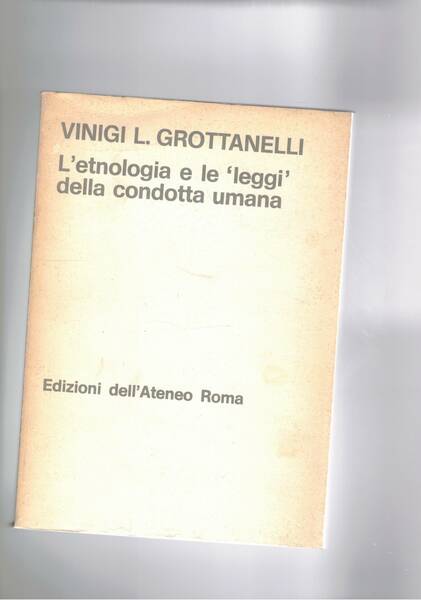 VINIGI L. GROTTANELLI
L'etnologia e le ‘leggi’
della condotta umana
Edizioni dell'Ateneo Roma